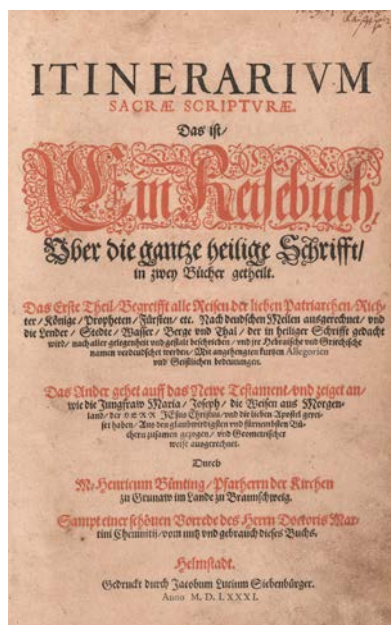 ITINERARIVM
SACRÆ SCRIPTVRÆ.
Das ist/
Ein Reisebuch,
Vber die gantze heilige Schrifft/
in zwey Bücher getheilt.
Das Erste Theil/Begreifft alle Reisen der lieben Patriarchen/Rich-
ter/Könige/Propheten/Fürsten/etc. Nach deudschen Meilen ausgerechnet/vnd
die Lender/Stedte/Wasser/Berge vnd Thal/der in heiliger Schrifft gedacht
wird/nach aller gelegenheit vnd gestalt beschrieben/vnd jre Hebraische vnd Griechische
namen verdeudschet werden/Mit angehengten kurtzen Allegorien
vnd Geistlichen bedeutungen.
Das Ander gehet auff das Newe Testament/vnd zeiget an/
wie die Jungfraw Maria/Joseph/die Weisen aus Morgen-
land/der HERR JEsus Christus/vnd die lieben Apostel gerei-
set haben/Aus den glaubwirdigsten vnd fürnembsten Bü-
chern zusamen gezogen/vnd Geometrischer
weise ausgerechnet.
Durch
M. Henricum Bünting/Pfarherrn der Kirchen
zu Grunaw im Lande zu Braunschweig.
Sampt einer schönen Vorrede des Herrn Doctoris Mar-
tini Chemnitij/vom nutz vnd gebrauch dieses Buchs.
Helmstadt.
Gedruckt durch Jacobum Lucium Siebenbürger.
Anno M. D. LXXXI.